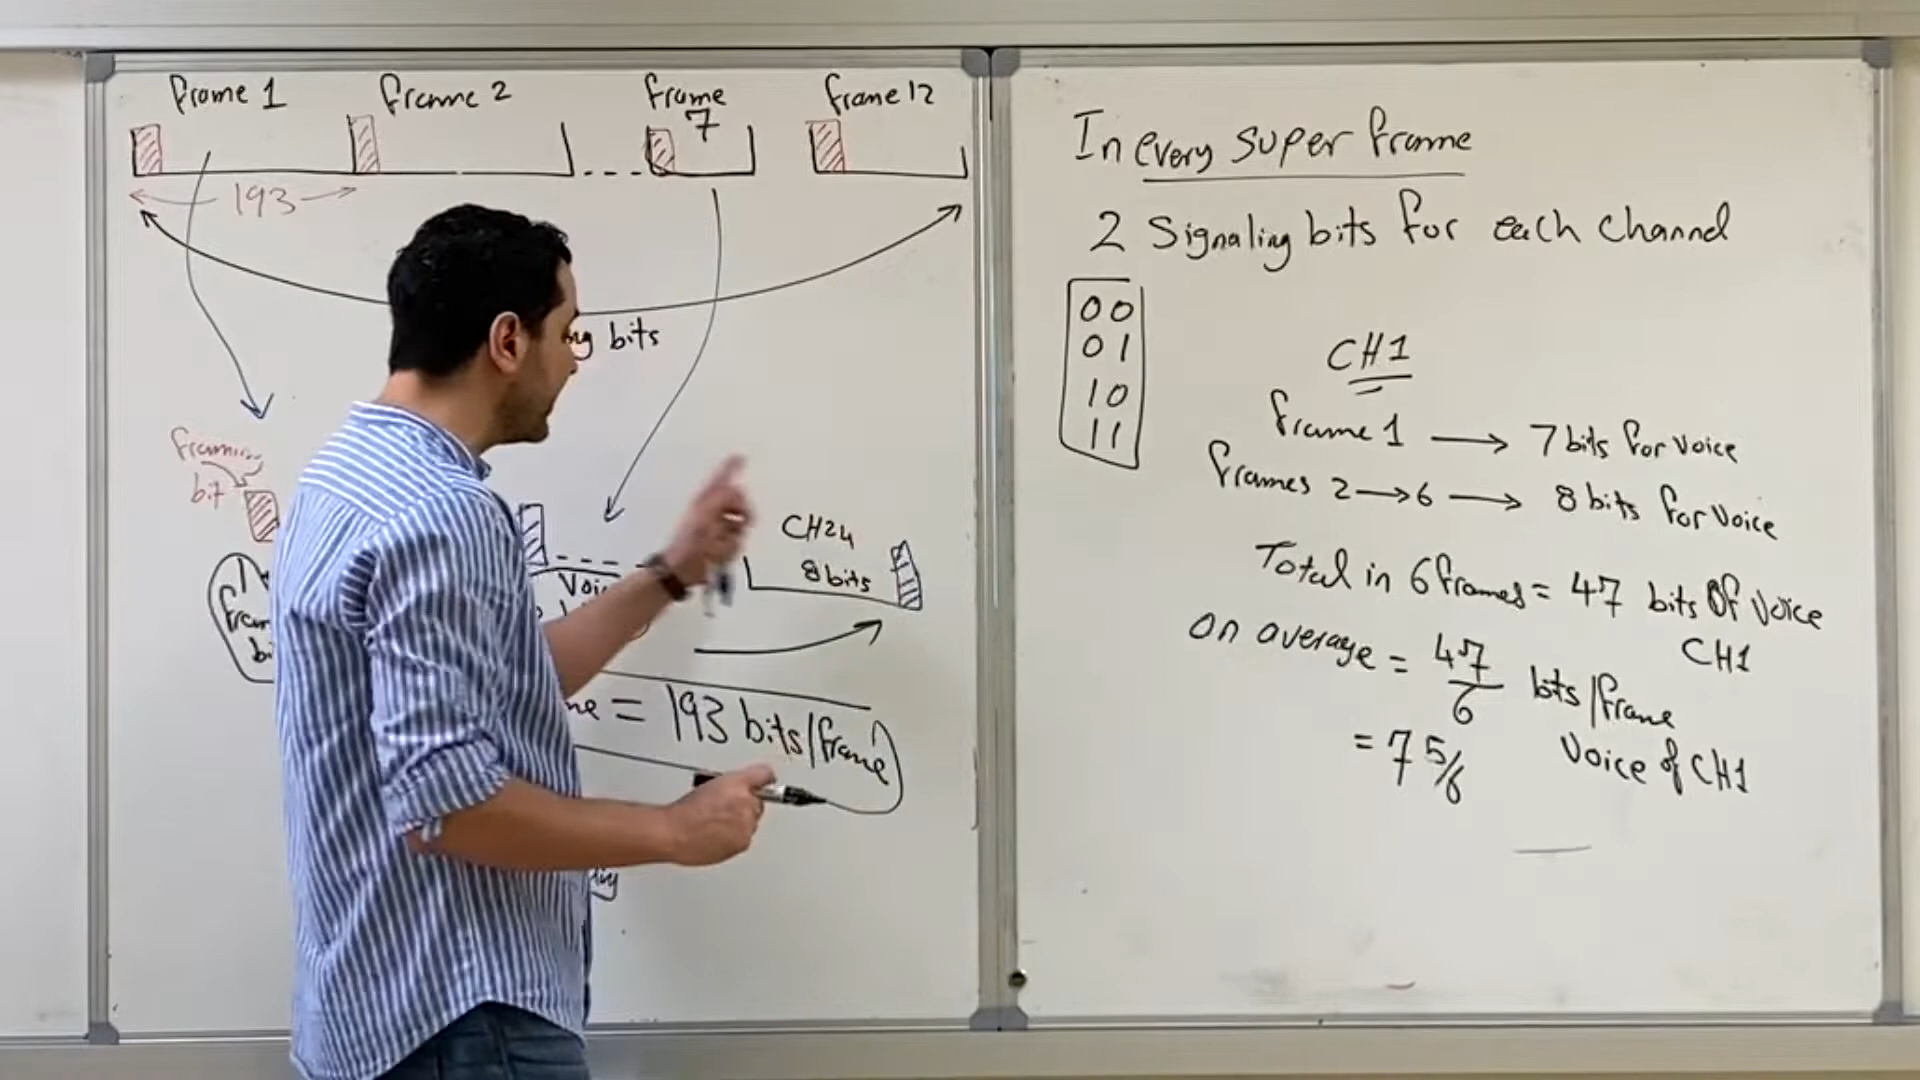 frame 1
frame 2
frame 7
frame 12
193
bits
framing bit
CH24
8 bits
= 193 bits/frame
In every super frame
2 Signaling bits for each channel
00
01
10
11
CH1
frame 1 → 7 bits for voice
frames 2 → 6 → 8 bits for voice
Total in 6 frames = 47 bits of voice
CH1
on average = 47/6 bits/frame
= 7 5/6 voice of CH1